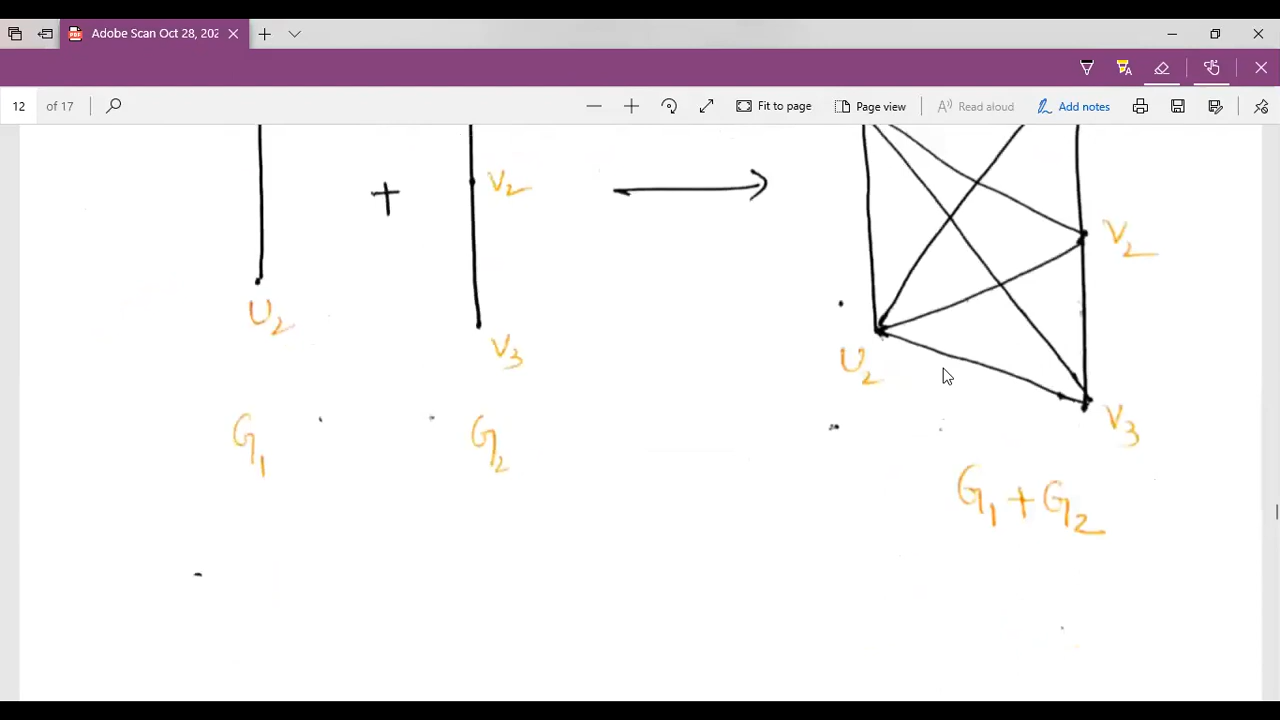 Adobe Scan Oct 28, 202
12 of 17
Fit to page
Page view
Read aloud
Add notes
+
V2
U2
V3
G1
G2
V2
U2
V3
G1 + G2